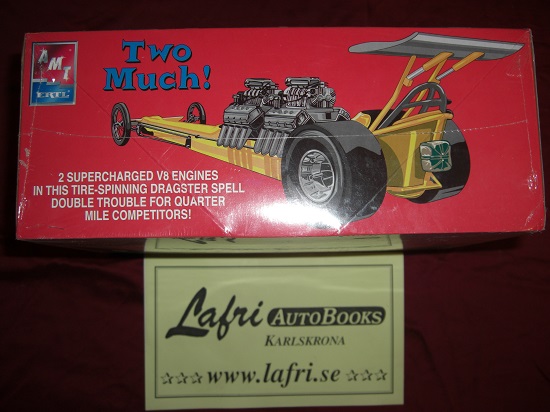 AMT
ERTL
Two
Much!
2 SUPERCHARGED V8 ENGINES
IN THIS TIRE-SPINNING DRAGSTER SPELL
DOUBLE TROUBLE FOR QUARTER
MILE COMPETITORS!
Lafri AUTOBOOKS
KARLSKRONA
☆☆☆ www.lafri.se ☆☆☆